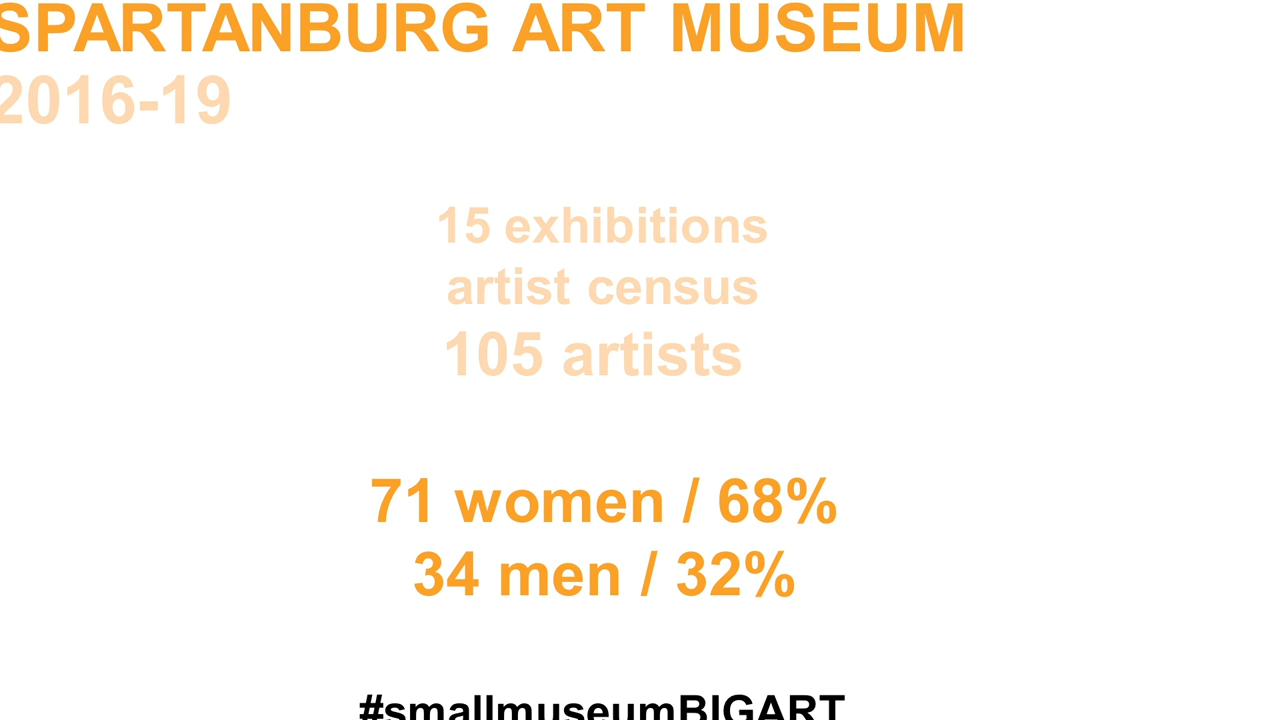 SPARTANBURG ART MUSEUM
2016-19
15 exhibitions
artist census
105 artists
71 women / 68%
34 men / 32%
#smallmuseumBIGART